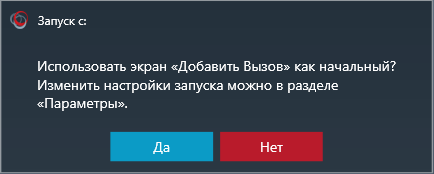 Запуск с:
Использовать экран «Добавить Вызов» как начальный?
Изменить настройки запуска можно в разделе
«Параметры».
Да Нет